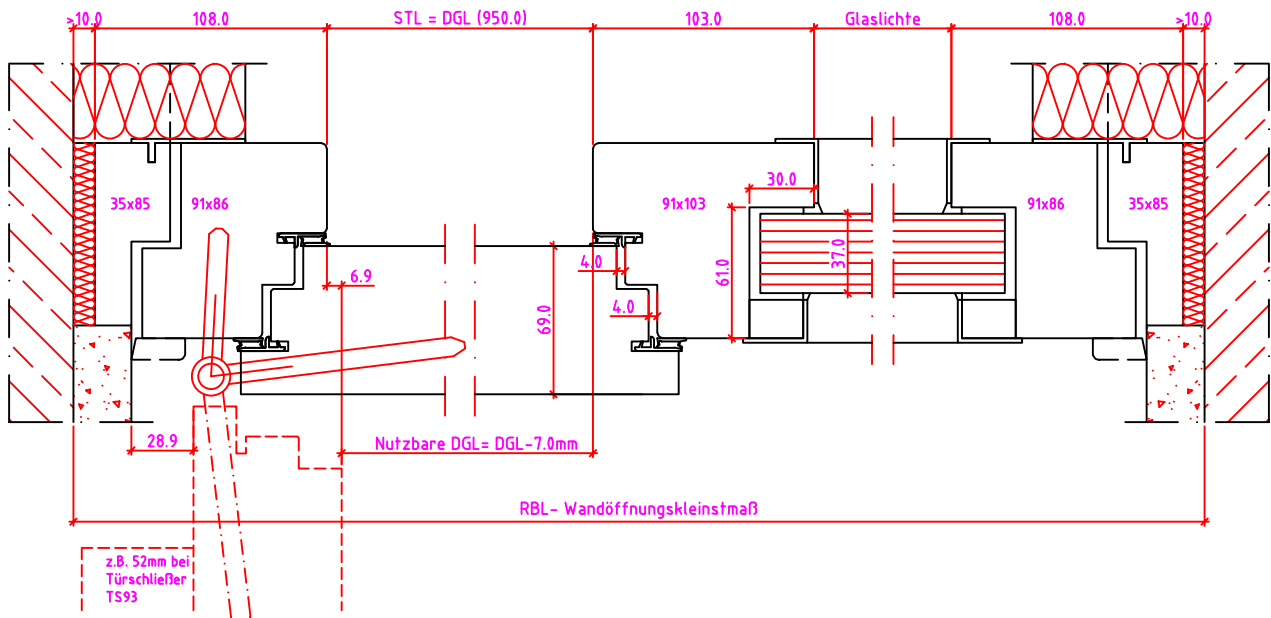 >10.0
108.0
STL = DGL (950.0)
103.0
Glaslichte
108.0
>10.0
30.0
35x85
91x86
91x103
91x86
35x85
37.0
61.0
4.0
6.9
4.0
69.0
28.9
Nutzbare DGL= DGL-7.0mm
RBL- Wandöffnungskleinstmaß
z.B. 52mm bei
Türschließer
TS93